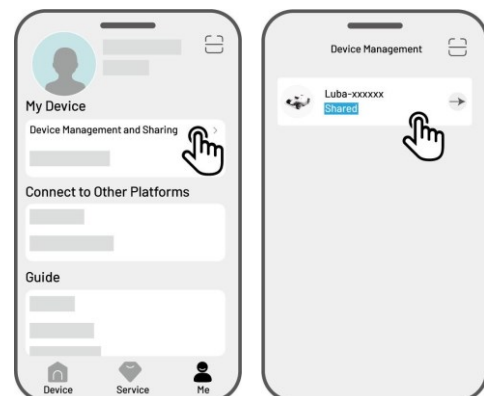 My Device
Device Management and Sharing
Connect to Other Platforms
Guide
Device Service Me
Device Management
Luba-xxxxxx
Shared